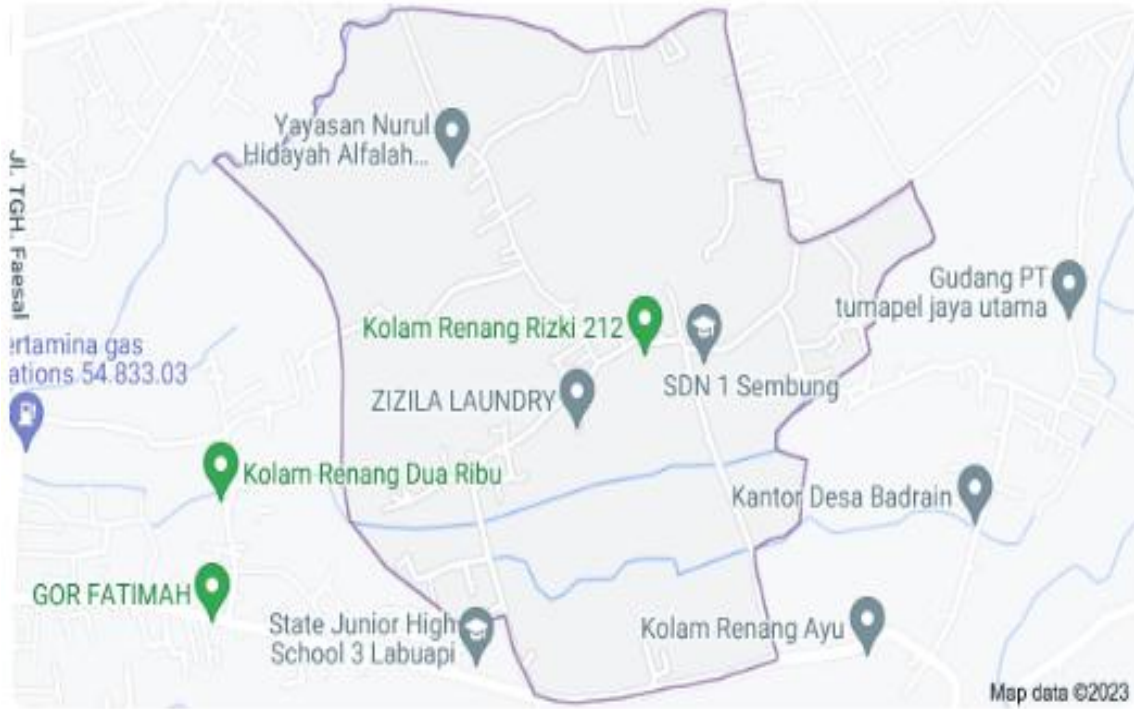 Yayasan Nurul
Hidayah Alfalah...
Jl. TGH. Faesal
Gudang PT
tumapel jaya utama
Kolam Renang Rizki 212
ertamina gas
ations 54.833.03
SDN 1 Sembung
ZIZILA LAUNDRY
Kolam Renang Dua Ribu
Kantor Desa Badrain
GOR FATIMAH
State Junior High
School 3 Labuapi
Kolam Renang Ayu
Map data ©2023